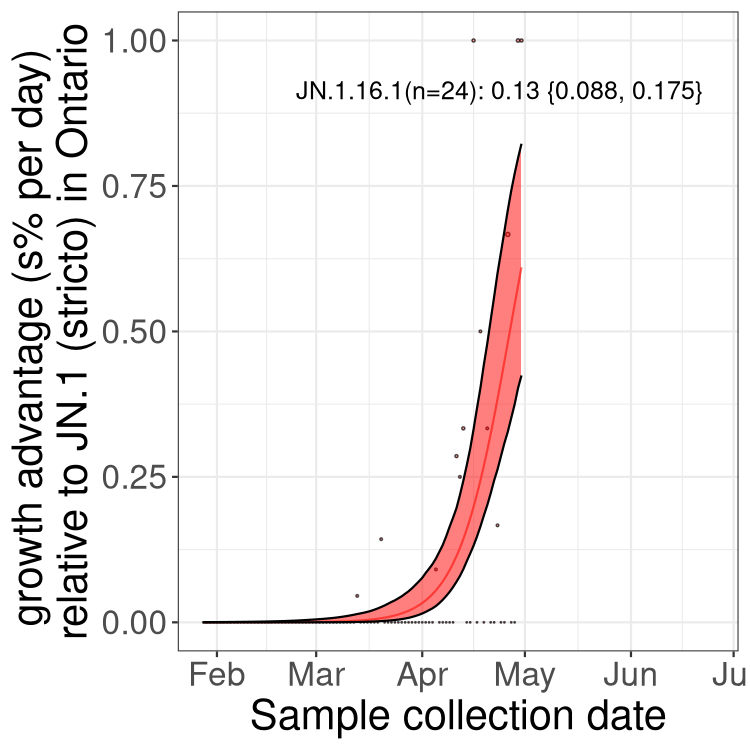 growth advantage (s% per day)
relative to JN.1 (stricto) in Ontario
1.00
0.75
0.50
0.25
0.00
JN.1.16.1(n=24): 0.13 {0.088, 0.175}
Feb Mar Apr May Jun Ju
Sample collection date